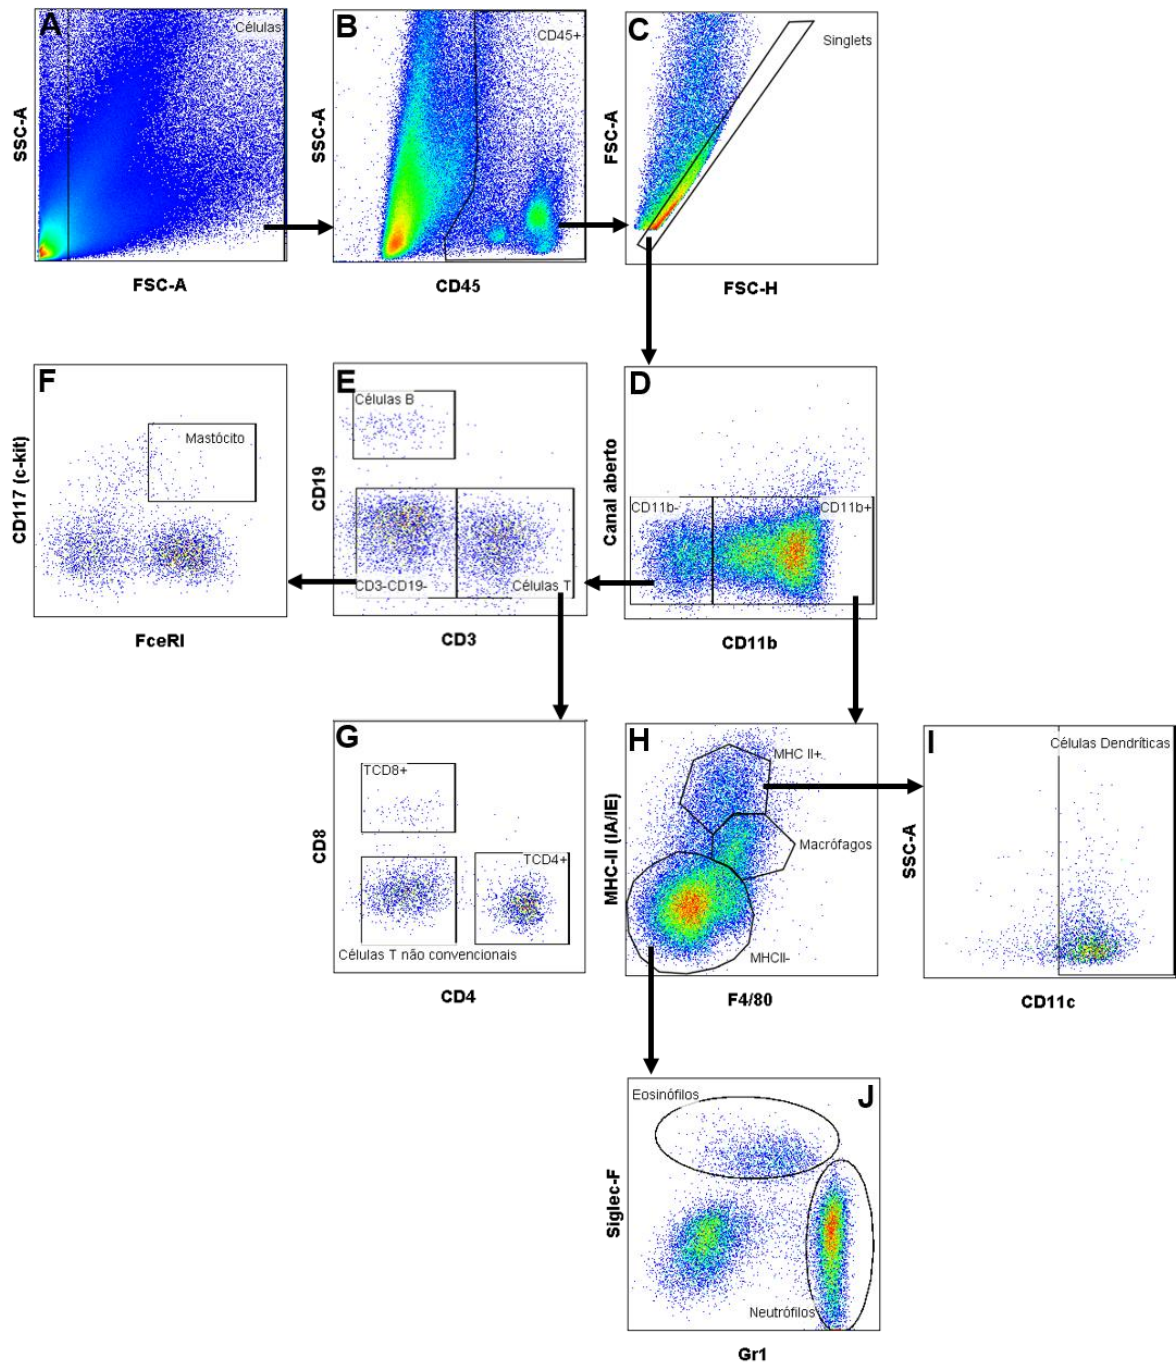 A
Células
SSC-A
FSC-A
B
CD45+
SSC-A
CD45
C
Singlets
FSC-A
FSC-H
F
Mastócito
CD117 (c-kit)
FceRI
E
Células B
CD19
CD3-CD19-
Células T
CD3
D
Canal aberto
CD11b-
CD11b+
CD11b
G
TCD8+
CD8
TCD4+
Células T não convencionais
CD4
H
MHC II+
MHC-II (IA/IE)
Macrófagos
MHCII-
F4/80
I
Células Dendríticas
SSC-A
CD11c
Eosinófilos
J
Siglec-F
Neutrófilos
Gr1